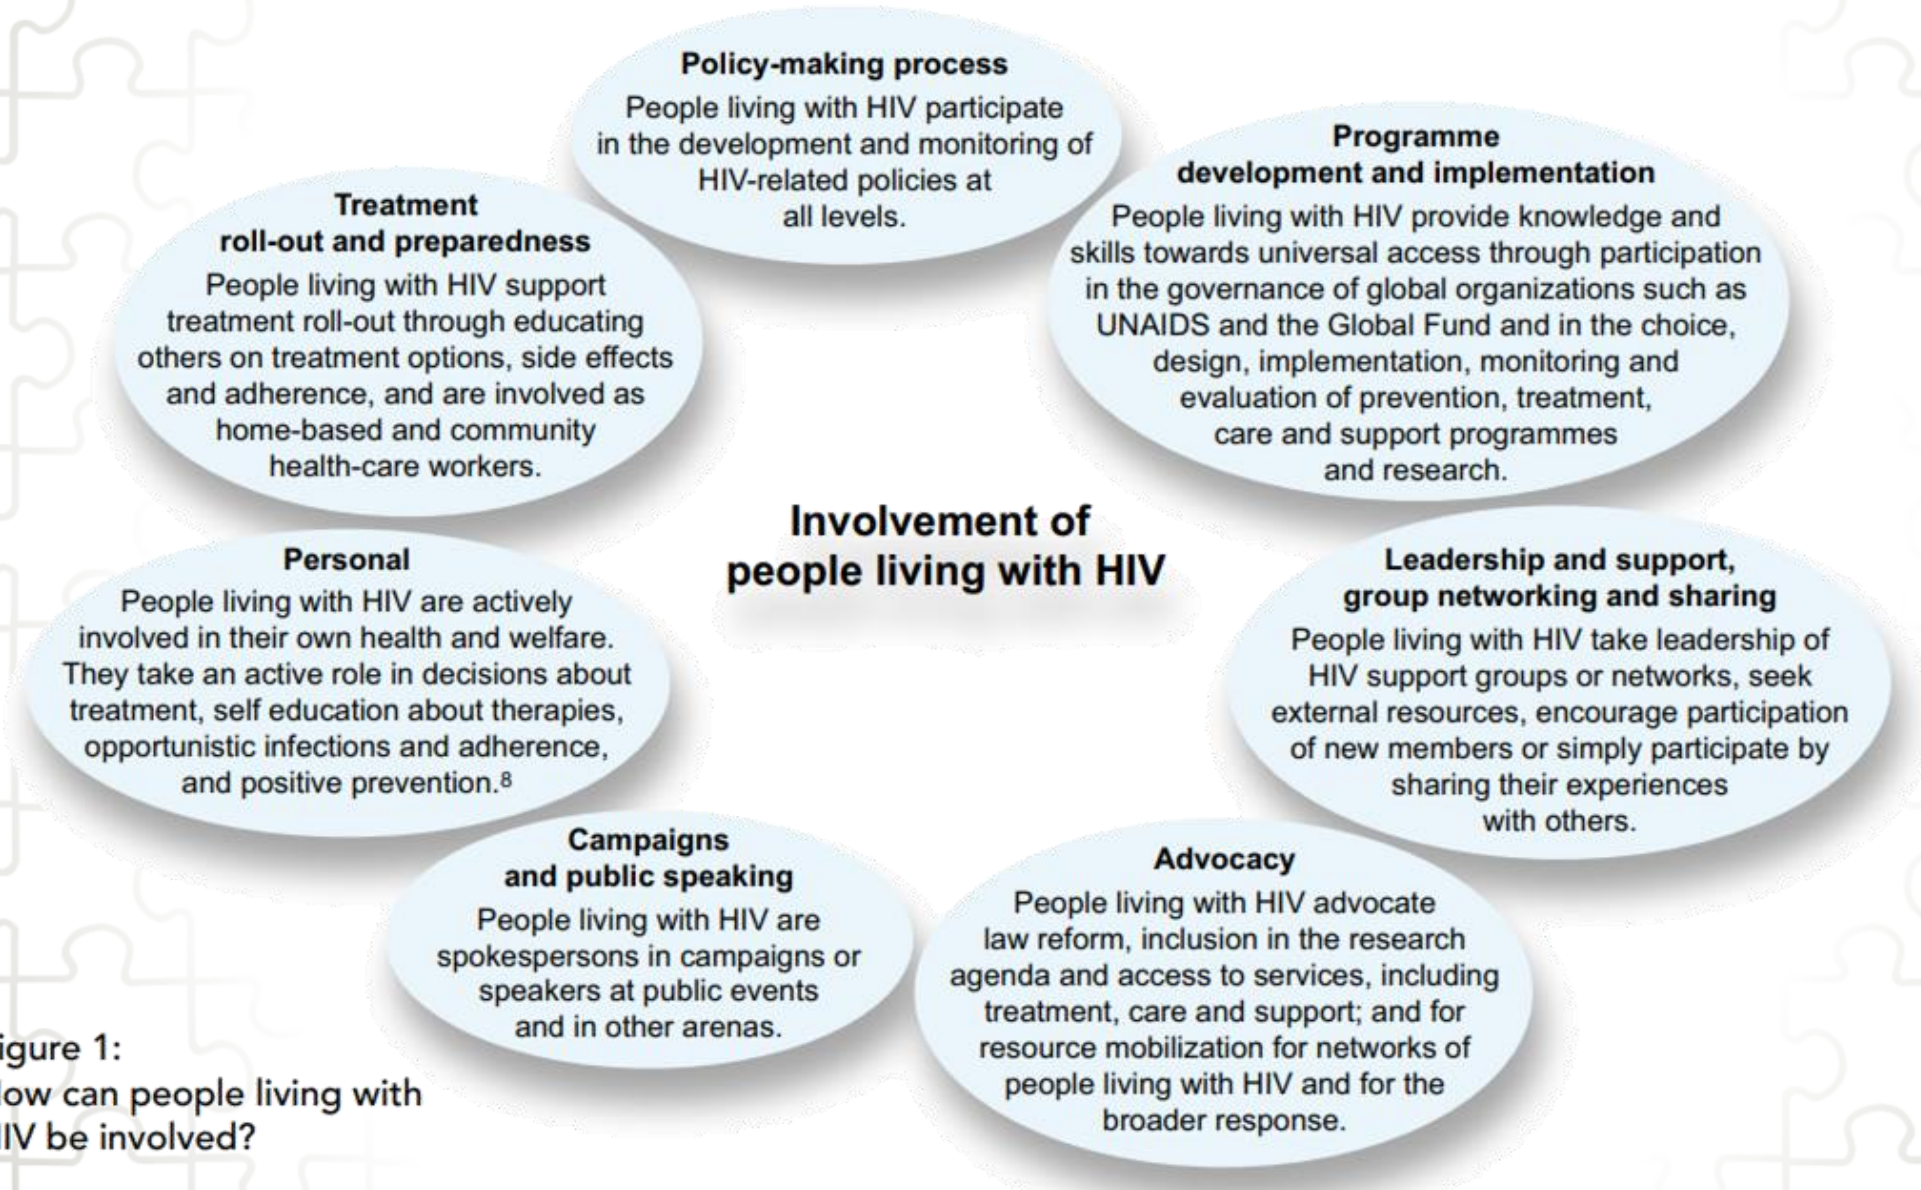 Policy-making process
People living with HIV participate
in the development and monitoring of
HIV-related policies at
all levels.
Programme
development and implementation
People living with HIV provide knowledge and
skills towards universal access through participation
in the governance of global organizations such as
UNAIDS and the Global Fund and in the choice,
design, implementation, monitoring and
evaluation of prevention, treatment,
care and support programmes
and research.
Treatment
roll-out and preparedness
People living with HIV support
treatment roll-out through educating
others on treatment options, side effects
and adherence, and are involved as
home-based and community
health-care workers.
Involvement of
people living with HIV
Personal
People living with HIV are actively
involved in their own health and welfare.
They take an active role in decisions about
treatment, self education about therapies,
opportunistic infections and adherence,
and positive prevention.8
Leadership and support,
group networking and sharing
People living with HIV take leadership of
HIV support groups or networks, seek
external resources, encourage participation
of new members or simply participate by
sharing their experiences
with others.
Campaigns
and public speaking
People living with HIV are
spokespersons in campaigns or
speakers at public events
and in other arenas.
Advocacy
People living with HIV advocate
law reform, inclusion in the research
agenda and access to services, including
treatment, care and support; and for
resource mobilization for networks of
people living with HIV and for the
broader response.
igure 1:
ow can people living with
IV be involved?